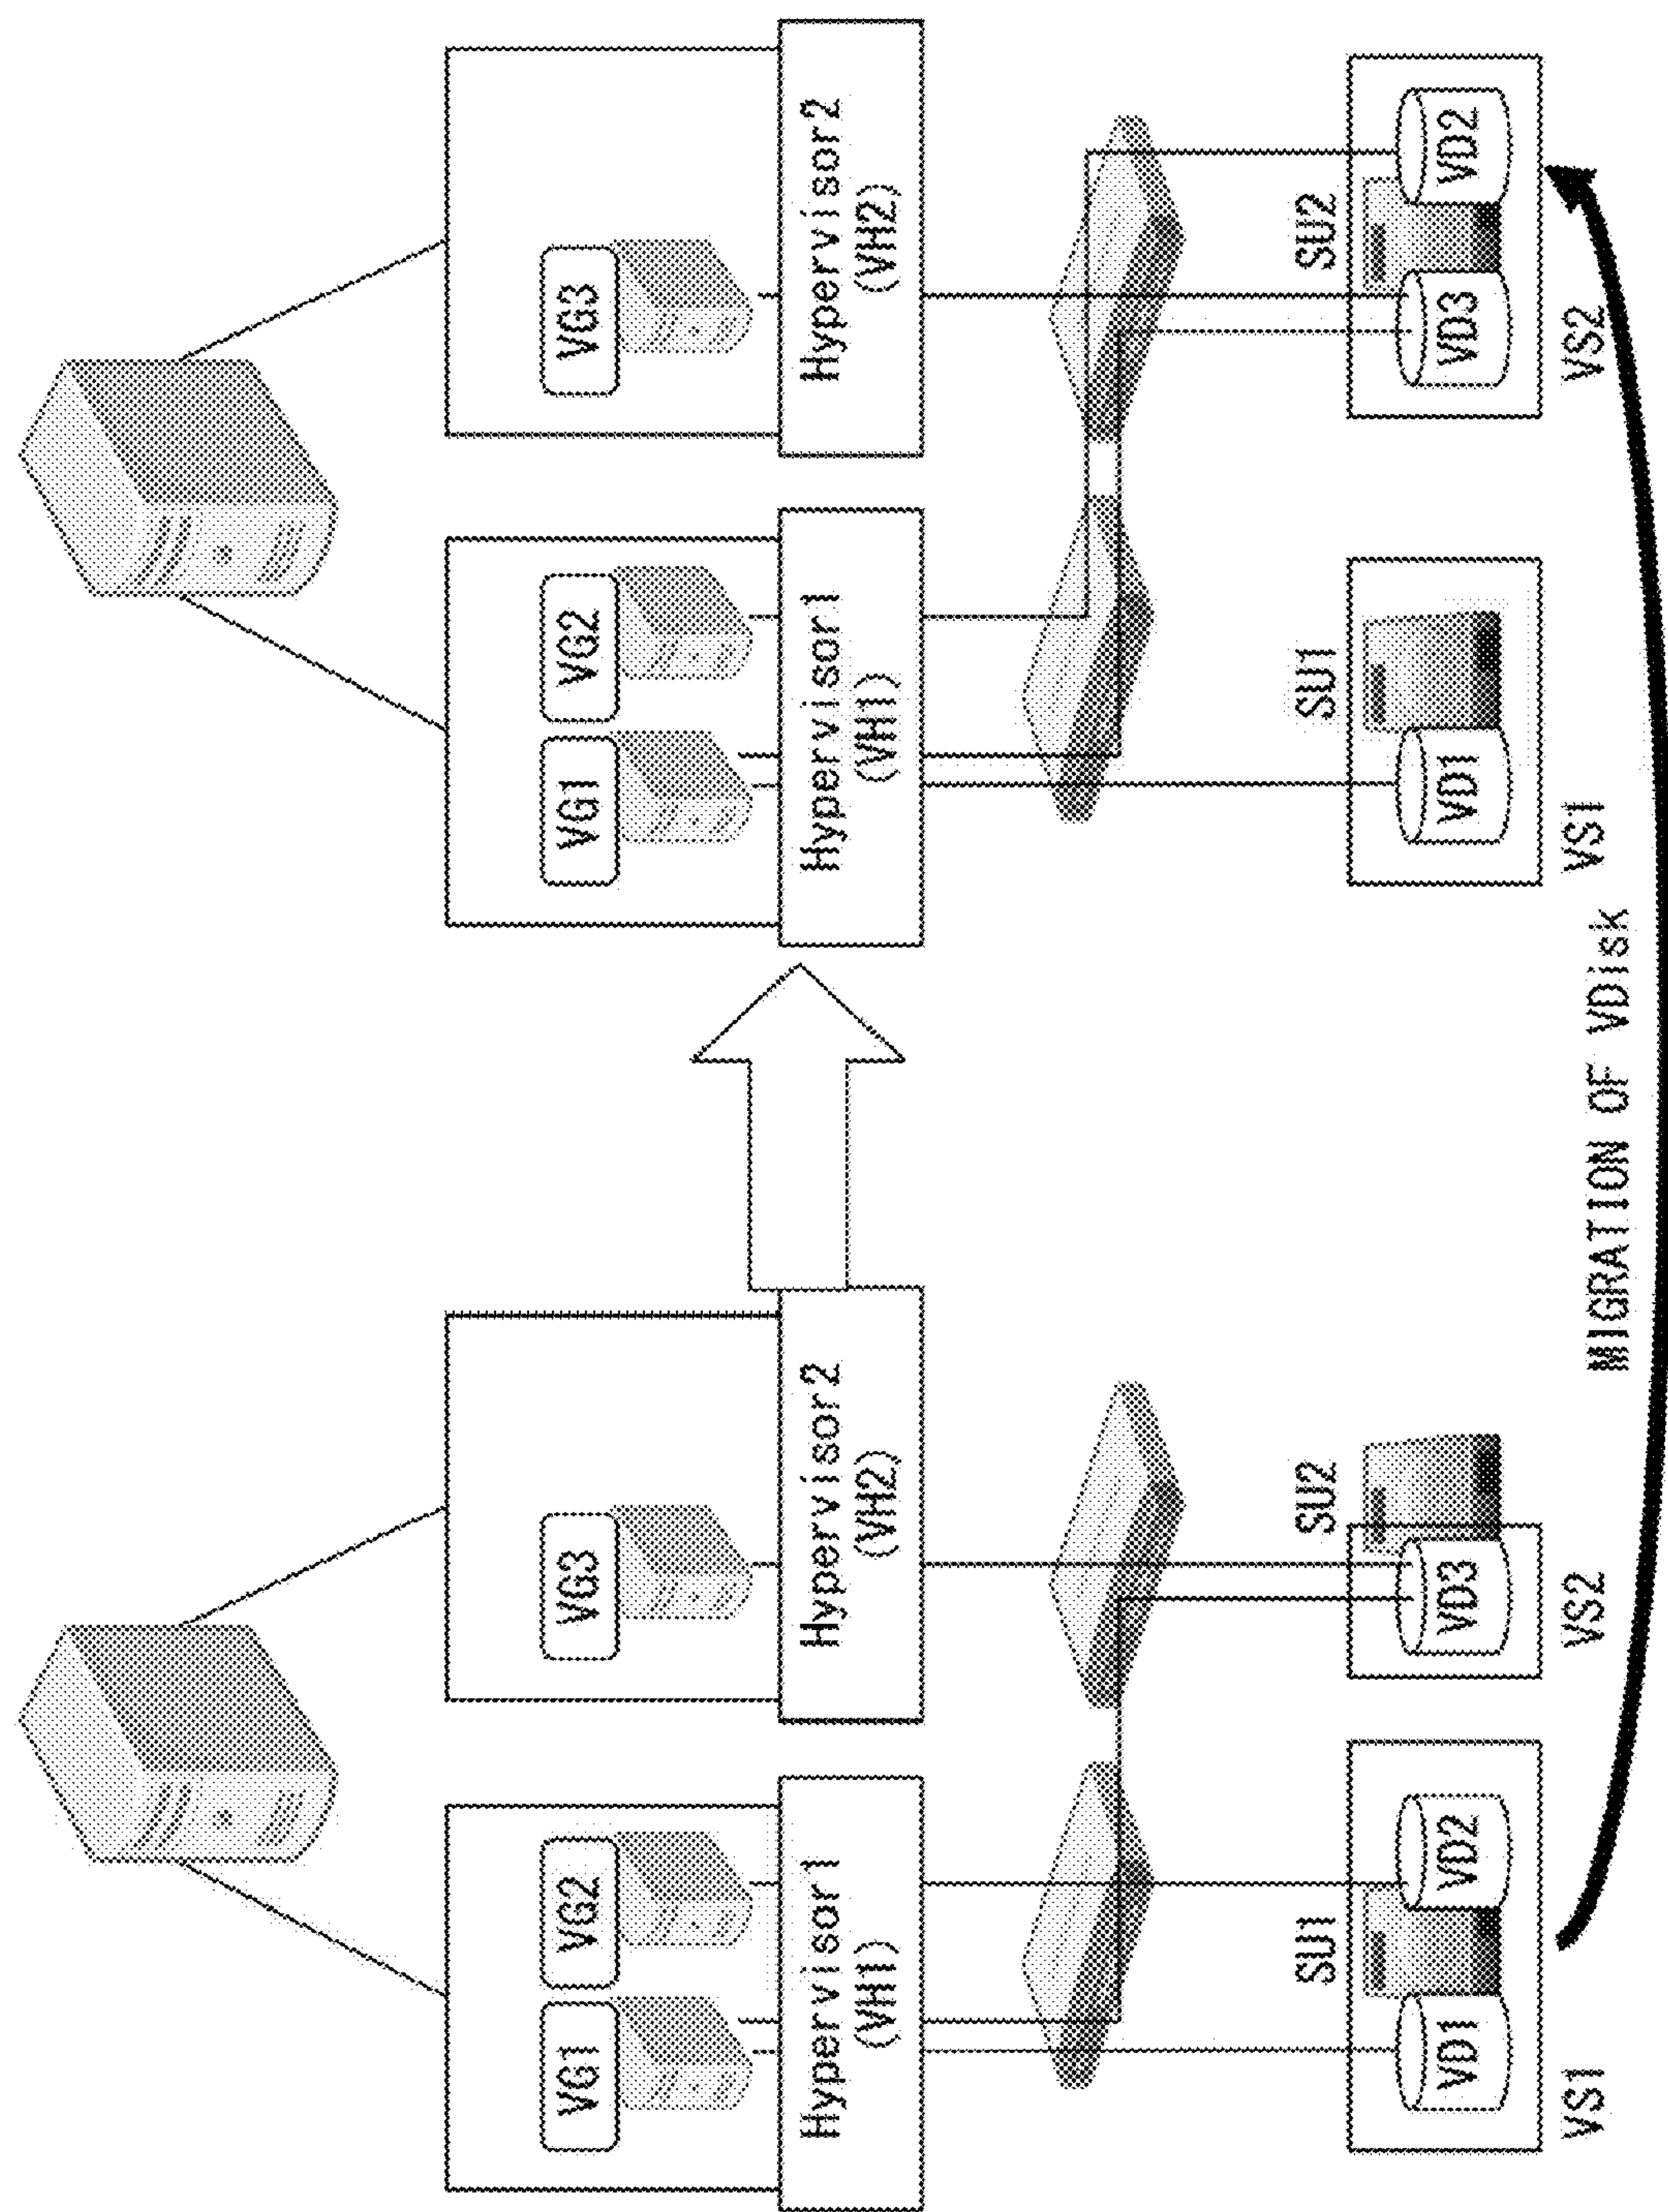 VG1
VG2
VG3
Hypervisor1
(VH1)
Hypervisor2
(VH2)
SU1
SU2
VD1
VD2
VD3
VS1
VS2
VG1
VG2
VG3
Hypervisor1
(VH1)
Hypervisor2
(VH2)
SU1
SU2
VD1
VD3
VD2
VS1
VS2
MIGRATION OF VDisk